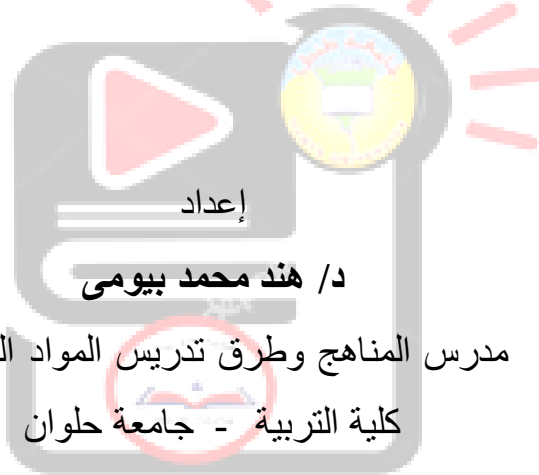 إعداد
د/ هند محمد بيومى
مدرس المناهج وطرق تدريس المواد
كلية التربية - جامعة حلوان